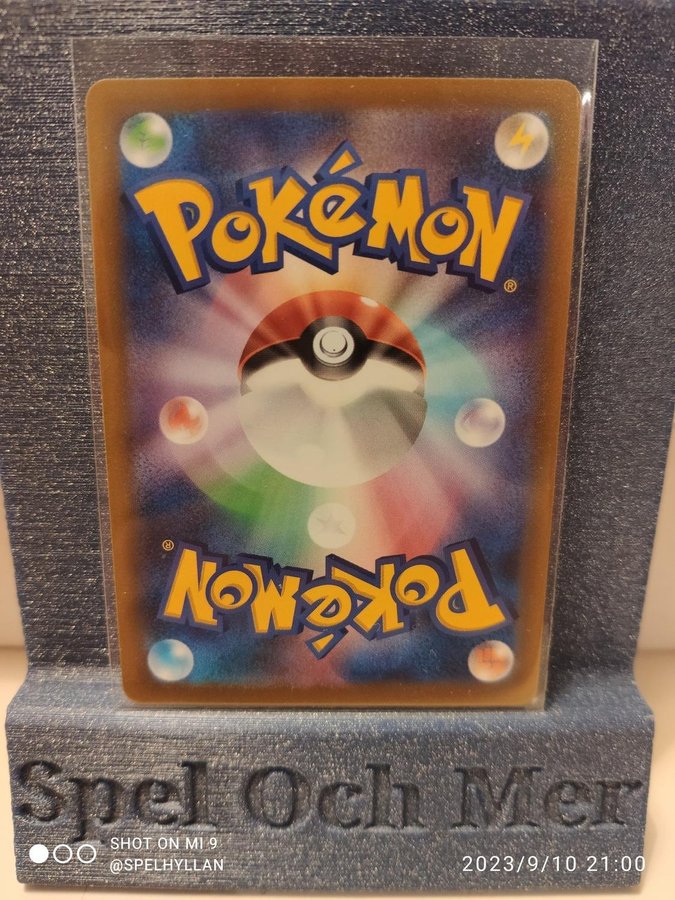 POKéMON
®
®
POKéMON
Spel Och Mer
SHOT ON MI 9
@SPELHYLLAN
2023/9/10 21:00